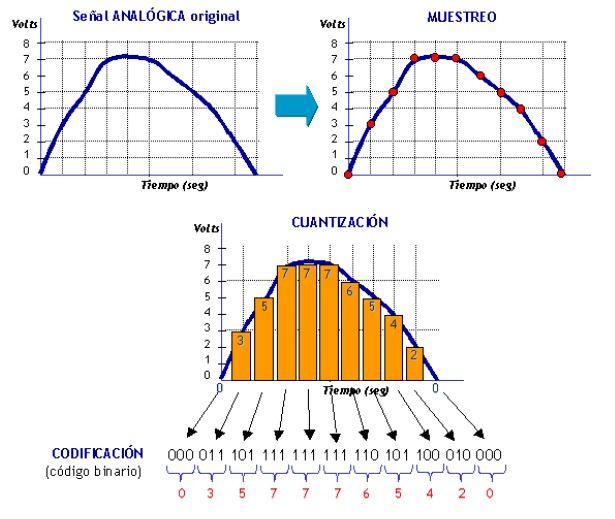 Señal ANALÓGICA original
Volts
8
7
6
5
4
3
2
1
0
Tiempo (seg)
MUESTREO
Volts
8
7
6
5
4
3
2
1
0
Tiempo (seg)
CUANTIZACIÓN
Volts
8
7
6
5
4
3
2
1
0
3 5 7 7 7 6 5 4 2
0 0
Tiempo (seg)
CODIFICACIÓN 000 011 101 111 111 111 110 101 100 010 000
(código binario)
0 3 5 7 7 7 6 5 4 2 0